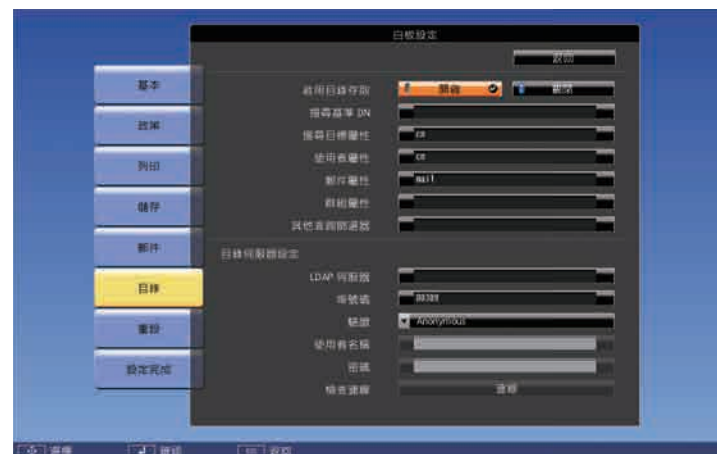 白板設定
返回
基本
政策
列印
儲存
郵件
目錄
重設
設定完成
啟用目錄存取 開啟 關閉
搜尋基準 DN
搜尋目標屬性 cn
使用者屬性 cn
郵件屬性 mail
群組屬性
其他查詢篩選器
目錄伺服器設定
LDAP 伺服器
埠號碼
驗證 Anonymous
使用者名稱
密碼
檢查連線 連線
選擇 確認 返回